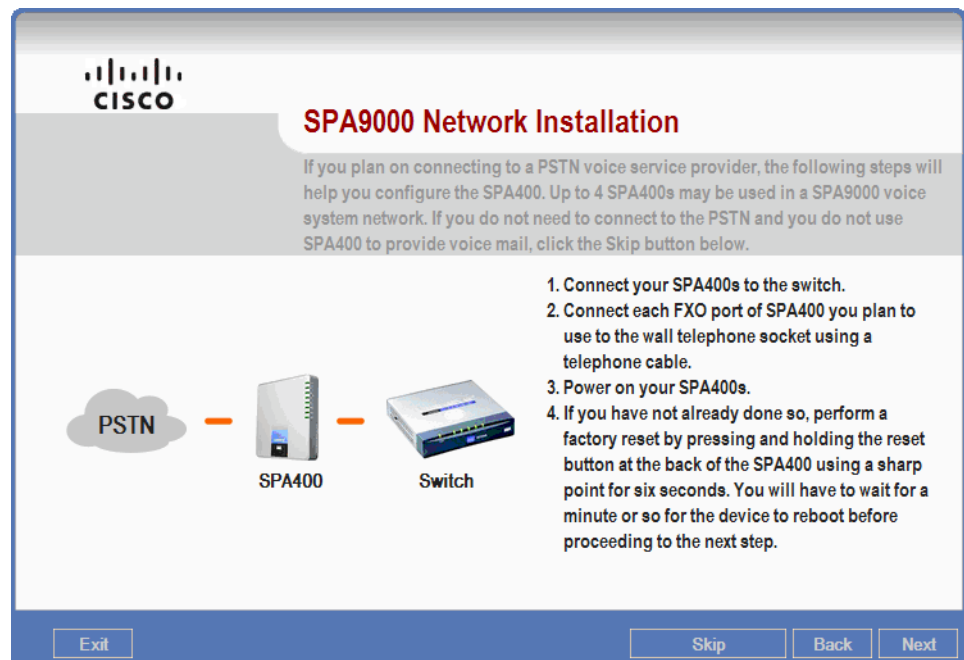 CISCO
SPA9000 Network Installation
If you plan on connecting to a PSTN voice service provider, the following steps will
help you configure the SPA400. Up to 4 SPA400s may be used in a SPA9000 voice
system network. If you do not need to connect to the PSTN and you do not use
SPA400 to provide voice mail, click the Skip button below.
PSTN
SPA400
Switch
1. Connect your SPA400s to the switch.
2. Connect each FXO port of SPA400 you plan to
use to the wall telephone socket using a
telephone cable.
3. Power on your SPA400s.
4. If you have not already done so, perform a
factory reset by pressing and holding the reset
button at the back of the SPA400 using a sharp
point for six seconds. You will have to wait for a
minute or so for the device to reboot before
proceeding to the next step.
Exit
Skip
Back
Next